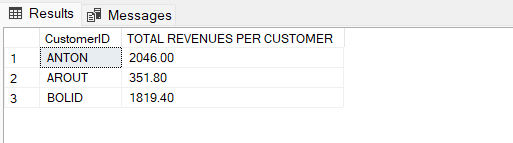 Results Messages
CustomerID TOTAL REVENUES PER CUSTOMER
1 ANTON 2046.00
2 AROUT 351.80
3 BOLID 1819.40